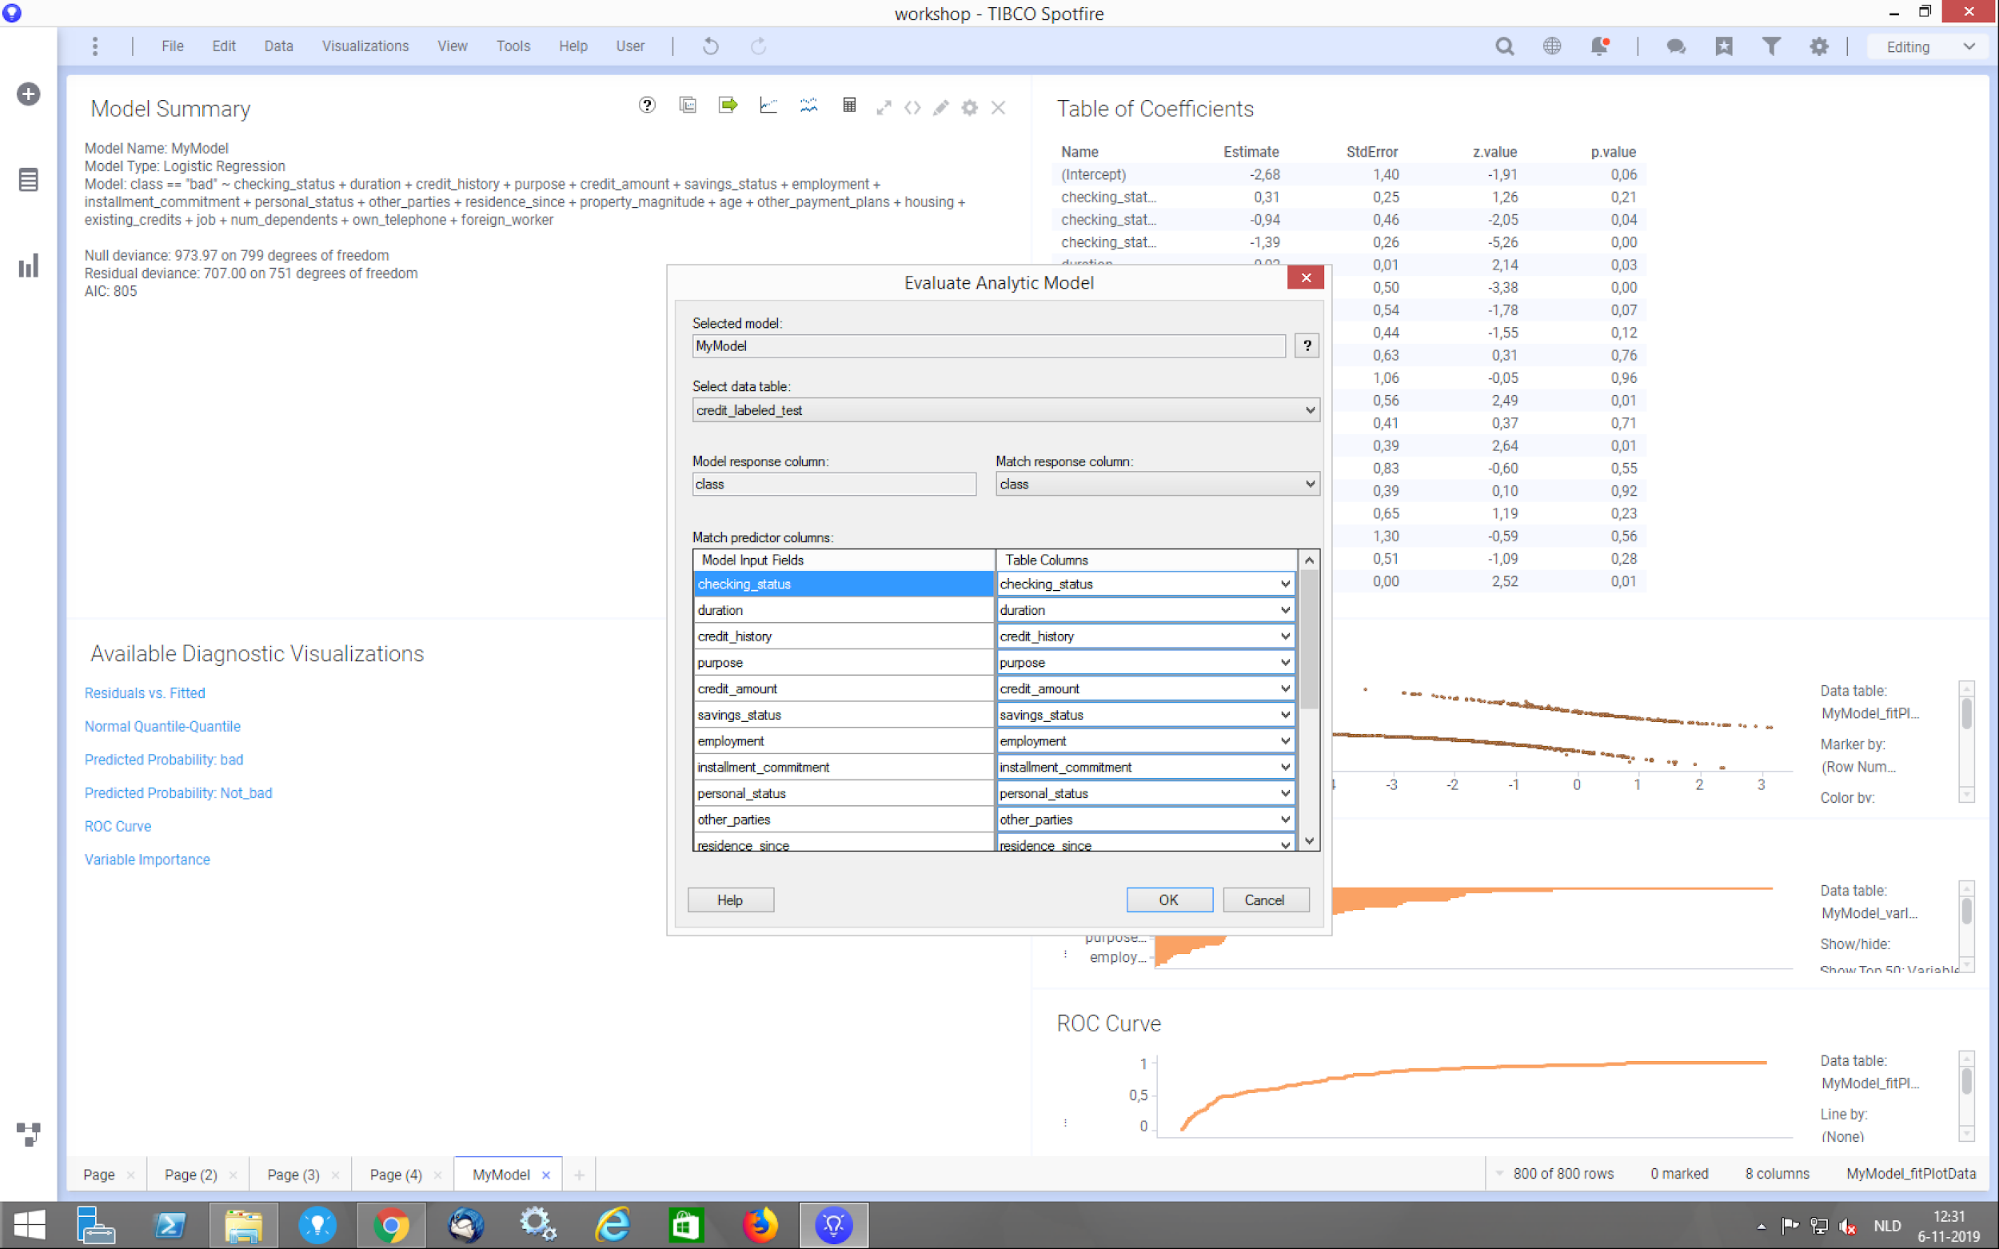 workshop - TIBCO Spotfire
File Edit Data Visualizations View Tools Help User Editing
Model Summary
Model Name: MyModel
Model Type: Logistic Regression
Model: class == "bad" ~ checking_status + duration + credit_history + purpose + credit_amount + savings_status + employment +
installment_commitment + personal_status + other_parties + residence_since + property_magnitude + age + other_payment_plans + housing +
existing_credits + job + num_dependents + own_telephone + foreign_worker
Null deviance: 973.97 on 799 degrees of freedom
Residual deviance: 707.00 on 751 degrees of freedom
AIC: 805
Table of Coefficients
Name Estimate StdError z.value p.value
(Intercept) -2,68 1,40 -1,91 0,06
checking_stat... 0,31 0,25 1,26 0,21
checking_stat... -0,94 0,46 -2,05 0,04
checking_stat... -1,39 0,26 -5,26 0,00
duration 0,01 2,14 0,03
0,50 -3,38 0,00
0,54 -1,78 0,07
0,44 -1,55 0,12
0,63 0,31 0,76
1,06 -0,05 0,96
0,56 2,49 0,01
0,41 0,37 0,71
0,39 2,64 0,01
0,83 -0,60 0,55
0,39 0,10 0,92
0,65 1,19 0,23
1,30 -0,59 0,56
0,51 -1,09 0,28
0,00 2,52 0,01
Evaluate Analytic Model
Selected model:
MyModel
?
Select data table:
credit_labeled_test
Model response column: Match response column:
class class
Match predictor columns:
Model Input Fields Table Columns
checking_status checking_status
duration duration
credit_history credit_history
purpose purpose
credit_amount credit_amount
savings_status savings_status
employment employment
installment_commitment installment_commitment
personal_status personal_status
other_parties other_parties
residence_since residence_since
Help OK Cancel
Available Diagnostic Visualizations
Residuals vs. Fitted
Normal Quantile-Quantile
Predicted Probability: bad
Predicted Probability: Not_bad
ROC Curve
Variable Importance
-3 -2 -1 0 1 2 3
Data table:
MyModel_fitPl...
Marker by:
(Row Num...
Color by:
purpose...
employ...
Data table:
MyModel_varI...
Show/hide:
Show Top 50: Variable
ROC Curve
1
0,5
0
Data table:
MyModel_fitPl...
Line by:
(None)
Page Page (2) Page (3) Page (4) MyModel
800 of 800 rows 0 marked 8 columns MyModel_fitPlotData
NLD
12:31
6-11-2019